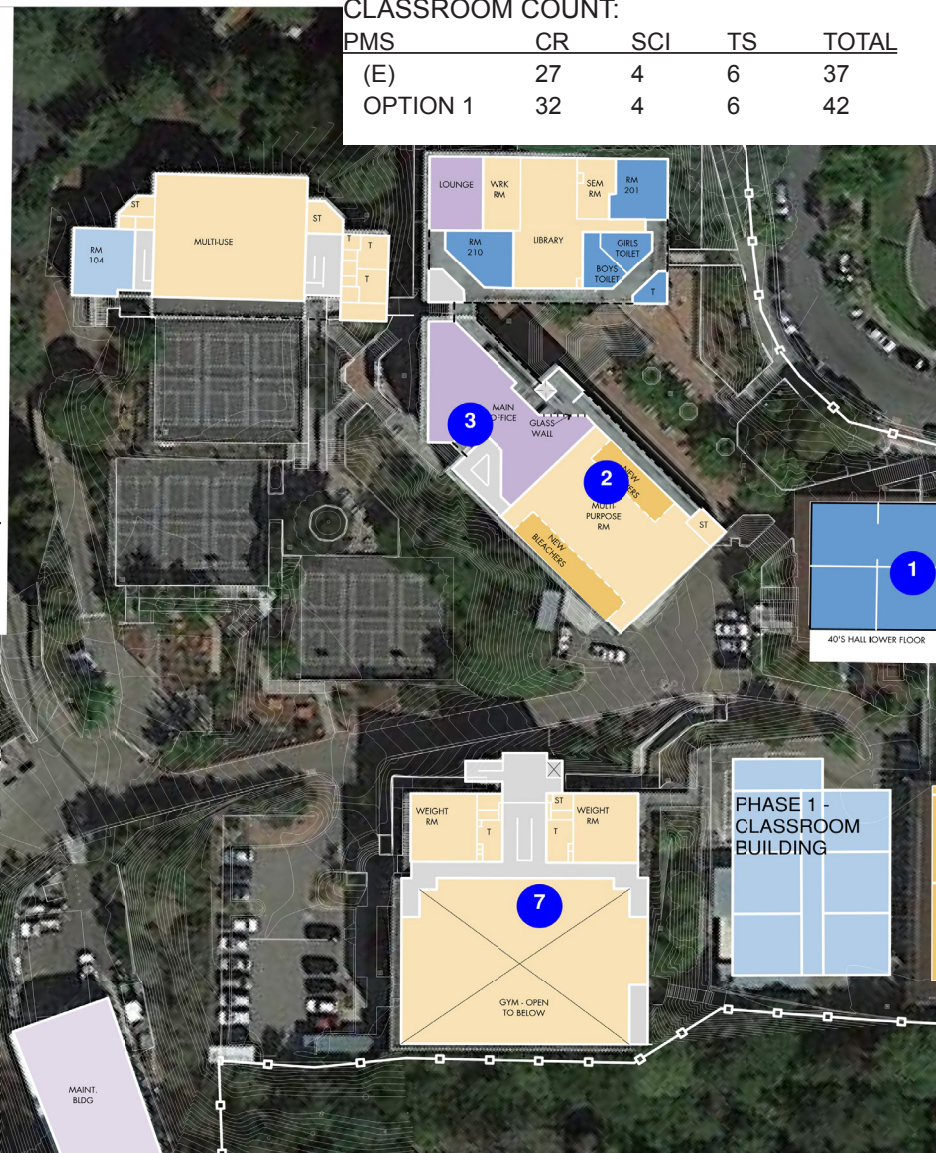 CLASSROOM COUNT:
PMS CR SCI TS TOTAL
(E) 27 4 6 37
OPTION 1 32 4 6 42
LOUNGE
WRK
RM
SEM
RM
RM
201
RM
210
LIBRARY
GIRLS
TOILET
BOYS
TOILET
T
ST
MULTI-USE
ST
RM
104
T
T
T
MAIN
3
GLASS
WALL
2
NEW
MULTI-
PURPOSE
RM
ST
NEW
BLEACHERS
1
40'S HALL LOWER FLOOR
WEIGHT
RM
T
ST
T
WEIGHT
RM
7
GYM - OPEN
TO BELOW
PHASE 1 -
CLASSROOM
BUILDING
MAINT.
BLDG